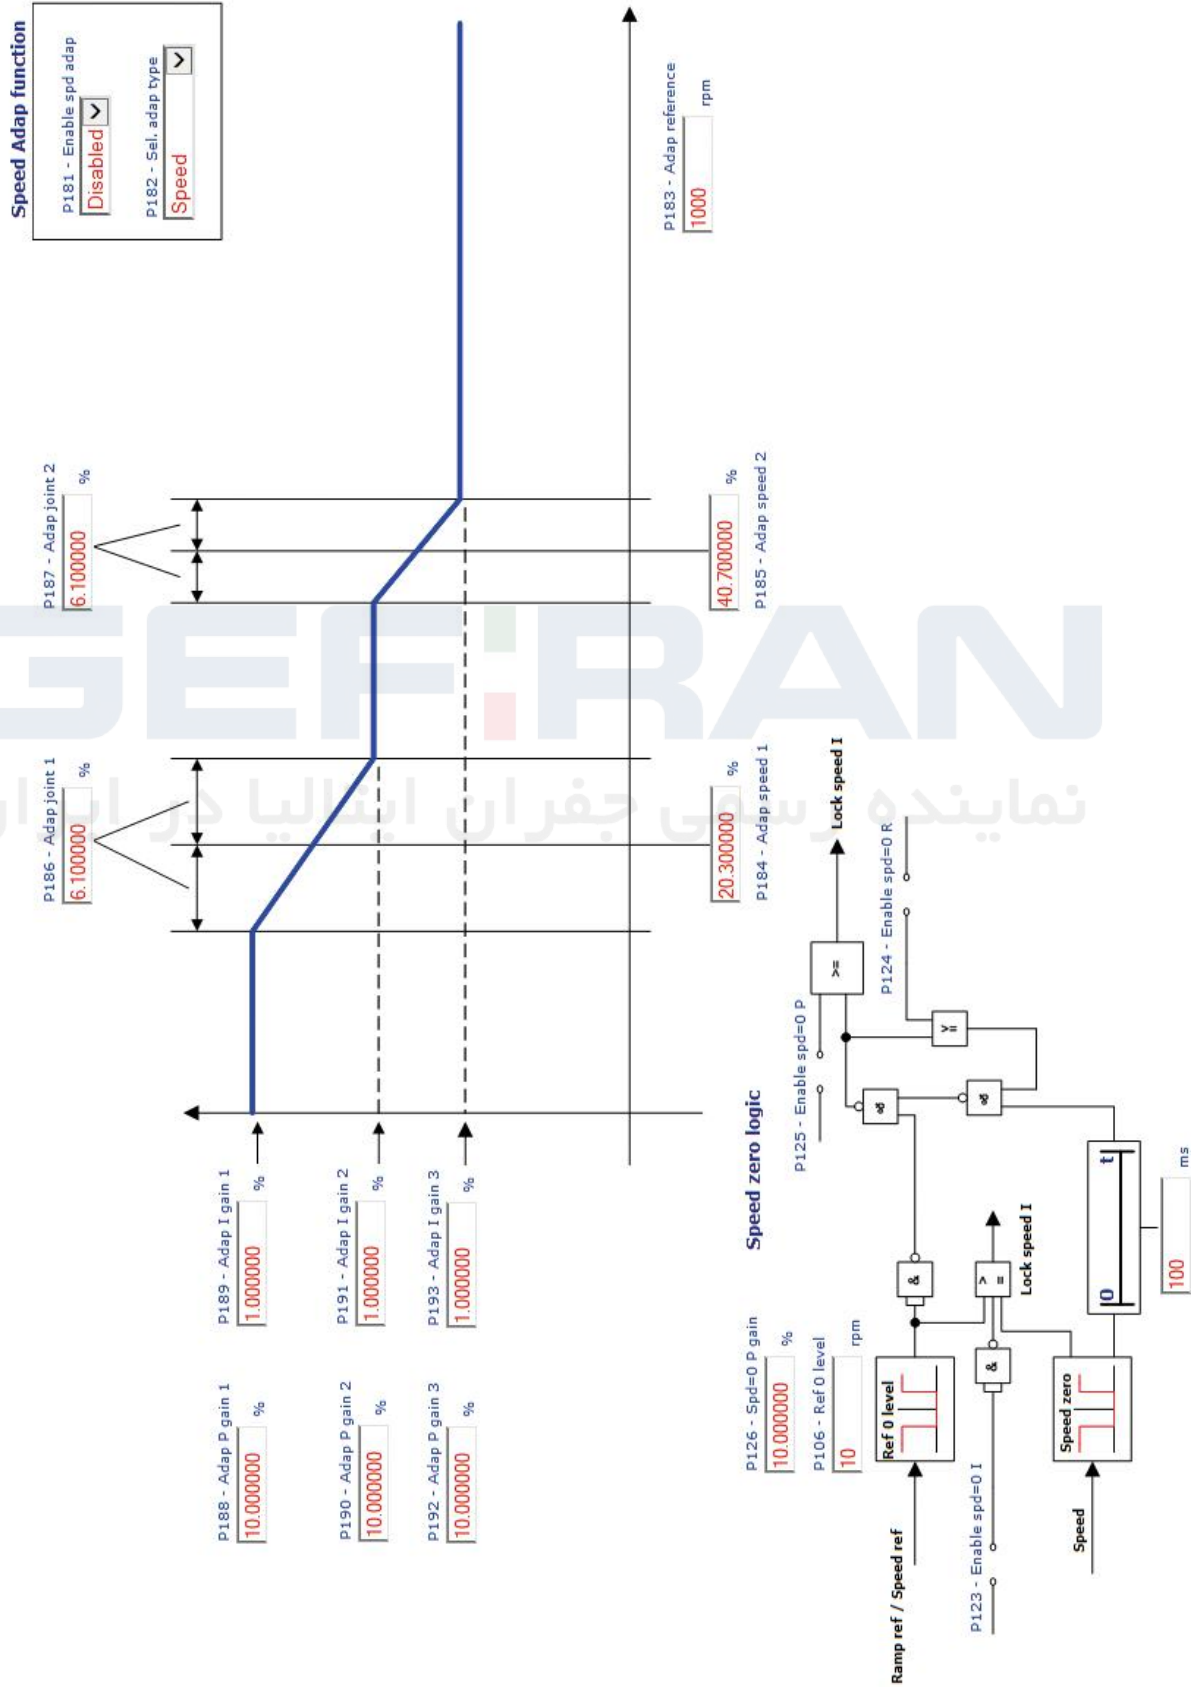 Speed Adap function
P181 - Enable spd adap
Disabled
P182 - Sel. adap type
Speed
P187 - Adap joint 2
6.100000 %
P186 - Adap joint 1
6.100000 %
P188 - Adap P gain 1
10.000000 %
P189 - Adap I gain 1
1.000000 %
P190 - Adap P gain 2
10.000000 %
P191 - Adap I gain 2
1.000000 %
P192 - Adap P gain 3
10.000000 %
P193 - Adap I gain 3
1.000000 %
P183 - Adap reference
1000 rpm
20.300000 %
P184 - Adap speed 1
40.700000 %
P185 - Adap speed 2
GEFRAN
نماینده رسمی جفران ایتالیا در ایران
Speed zero logic
P126 - Spd=0 P gain
10.000000 %
P106 - Ref 0 level
10 rpm
P125 - Enable spd=0 P
>=
Lock speed I
P124 - Enable spd=0 R
Ref 0 level
&
&
>=
&
Ramp ref / Speed ref
P123 - Enable spd=0 I
&
>=
Lock speed I
Speed zero
Speed
0 t
100 ms